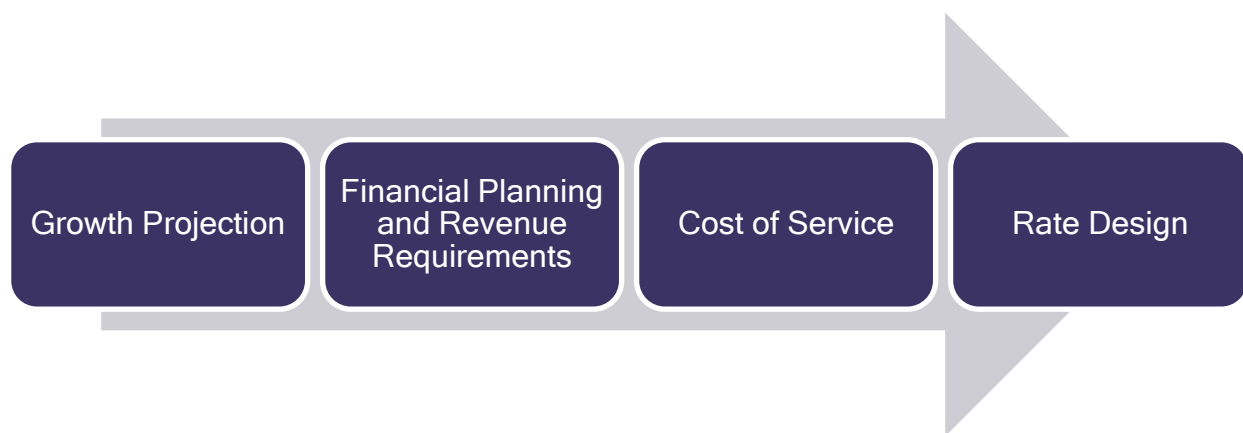 Growth Projection
Financial Planning
and Revenue
Requirements
Cost of Service
Rate Design